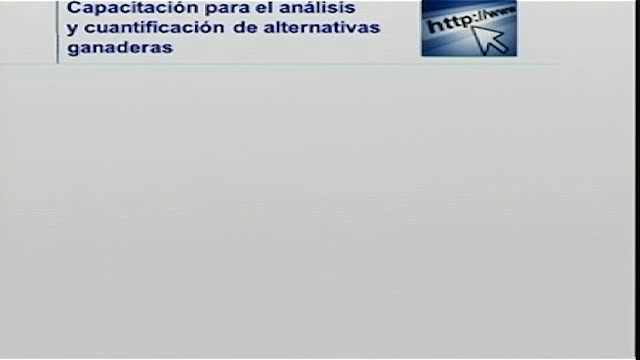 Capacitación para el análisis
y cuantificación de alternativas
ganaderas
http://www